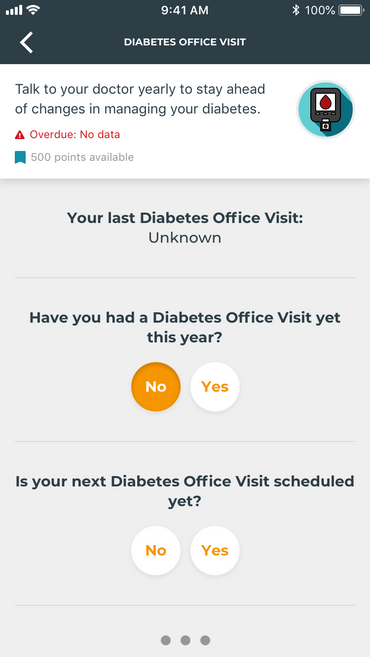 9:41 AM
100%
DIABETES OFFICE VISIT
Talk to your doctor yearly to stay ahead
of changes in managing your diabetes.
Overdue: No data
500 points available
Your last Diabetes Office Visit:
Unknown
Have you had a Diabetes Office Visit yet
this year?
No Yes
Is your next Diabetes Office Visit scheduled
yet?
No Yes